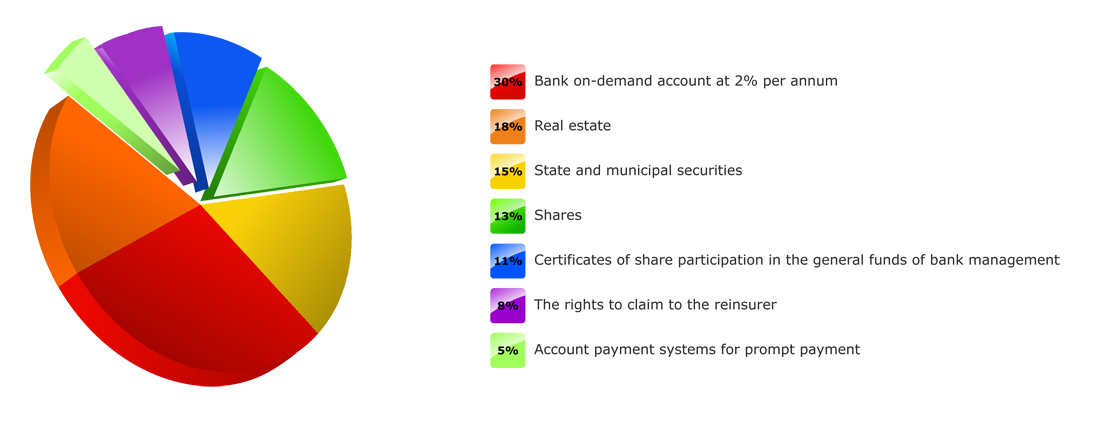 30% Bank on-demand account at 2% per annum
18% Real estate
15% State and municipal securities
13% Shares
11% Certificates of share participation in the general funds of bank management
8% The rights to claim to the reinsurer
5% Account payment systems for prompt payment